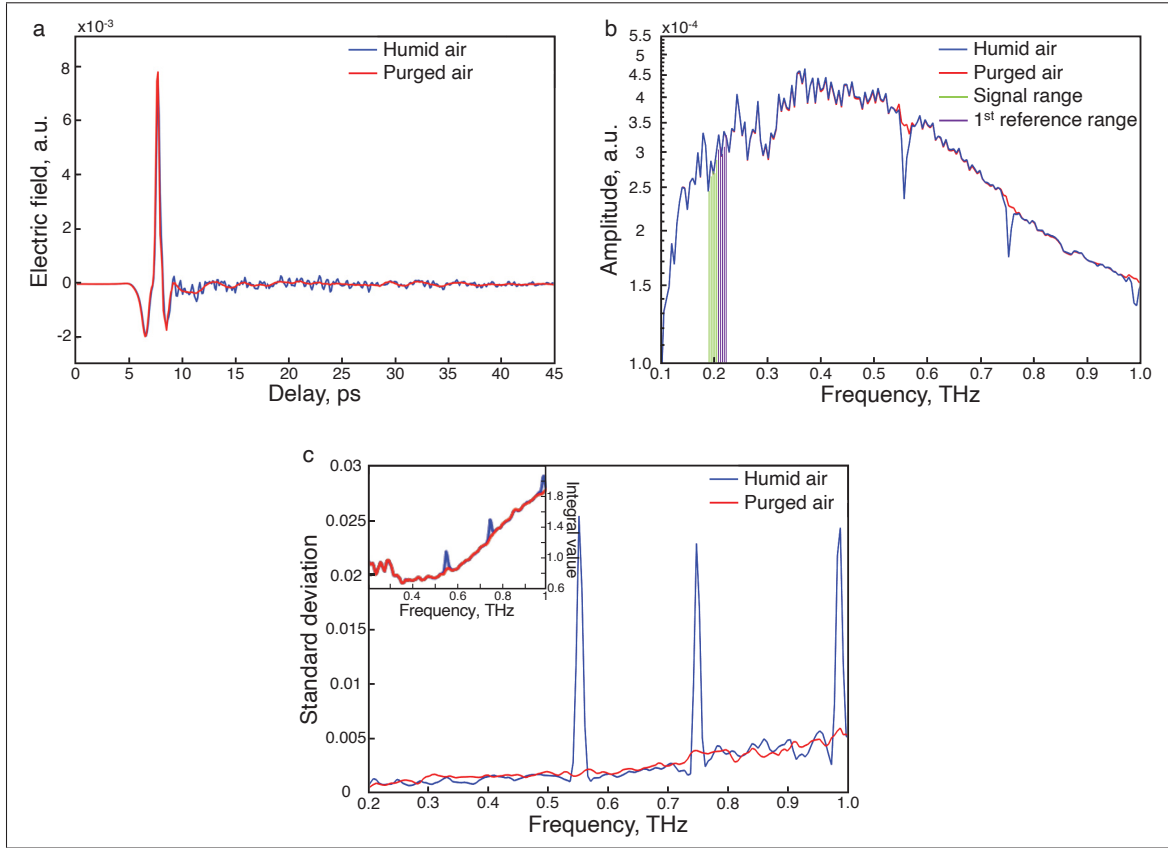 a
x10⁻³
Humid air
Purged air
8
6
4
2
0
-2
Electric field, a.u.
0 5 10 15 20 25 30 35 40 45
Delay, ps
b
x10⁻⁴
Humid air
Purged air
Signal range
1st reference range
5.5
5
4.5
4
3.5
3
2.5
2
1.5
1.0
Amplitude, a.u.
0.1 0.2 0.3 0.4 0.5 0.6 0.7 0.8 0.9 1.0
Frequency, THz
c
Humid air
Purged air
0.03
0.025
0.02
0.015
0.01
0.005
0
Standard deviation
0.2 0.3 0.4 0.5 0.6 0.7 0.8 0.9 1.0
Frequency, THz
1.8
1.4
1.0
0.6
Integral value
0.4 0.6 0.8 1
Frequency, THz